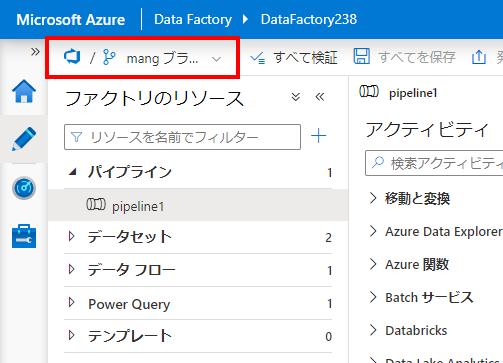 Microsoft Azure Data Factory DataFactory238
/ mang ブラ... すべて検証 すべてを保存
ファクトリのリソース
リソースを名前でフィルター
パイプライン 1
pipeline1
データセット 2
データ フロー 1
Power Query 1
テンプレート 0
pipeline1
アクティビティ
検索アクティビテ
移動と変換
Azure Data Explorer
Azure 関数
Batch サービス
Databricks